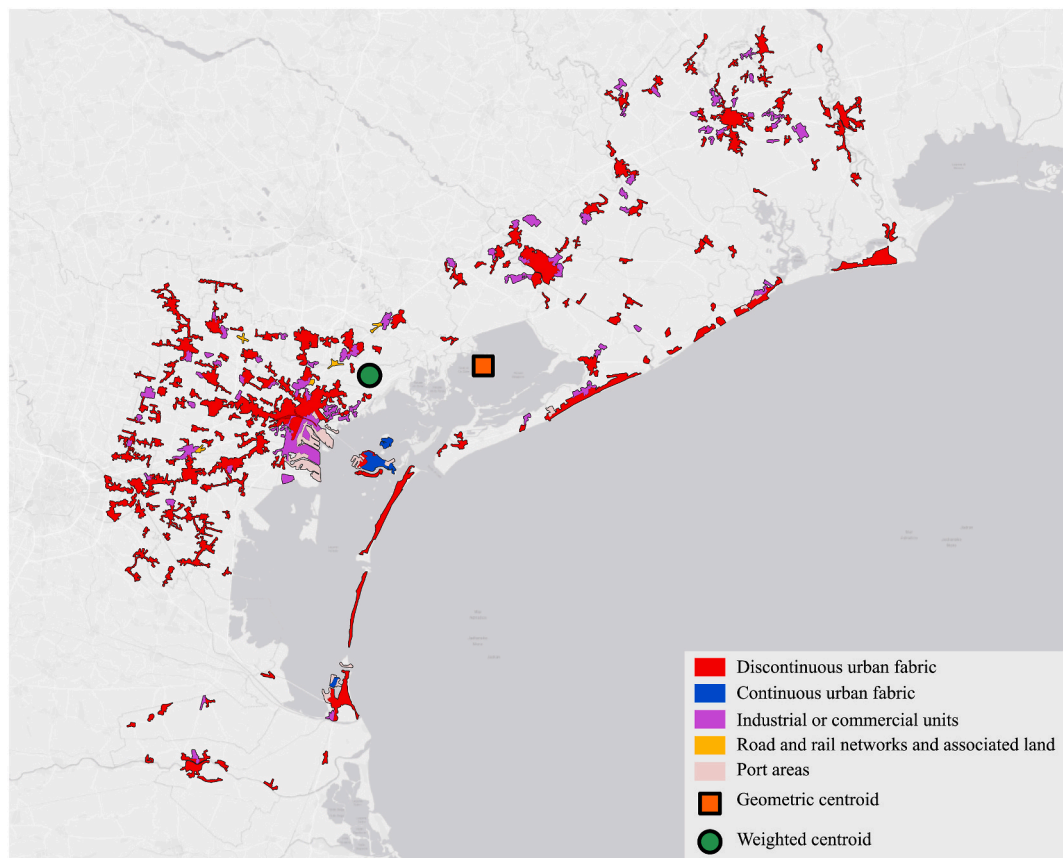 Discontinuous urban fabric
Continuous urban fabric
Industrial or commercial units
Road and rail networks and associated land
Port areas
Geometric centroid
Weighted centroid